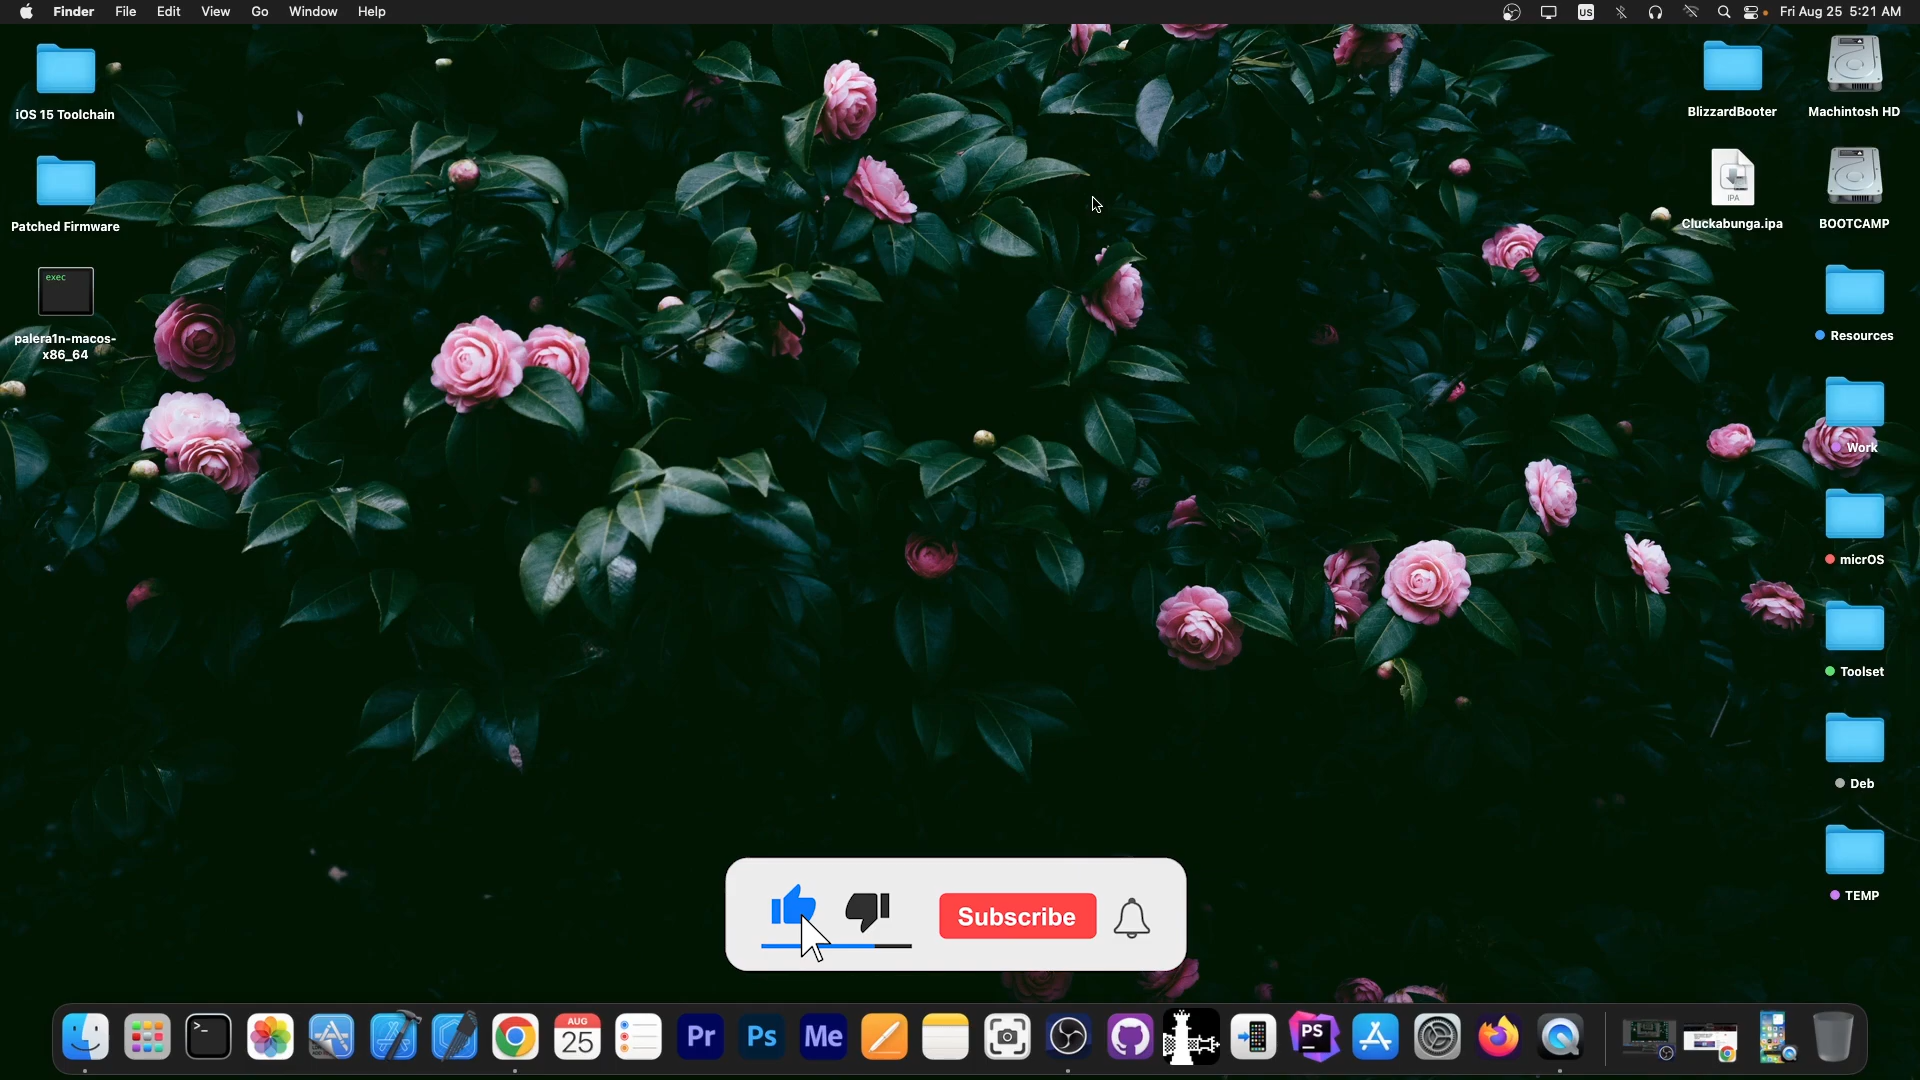 Finder File Edit View Go Window Help
US
Fri Aug 25 5:21 AM
iOS 15 Toolchain
Patched Firmware
exec
palera1n-macos-
x86_64
BlizzardBooter
Machintosh HD
IPA
Cluckabunga.ipa
BOOTCAMP
Resources
Work
micrOS
Toolset
Deb
TEMP
Subscribe
>_
AUG
25
Pr
Ps
Me
PS